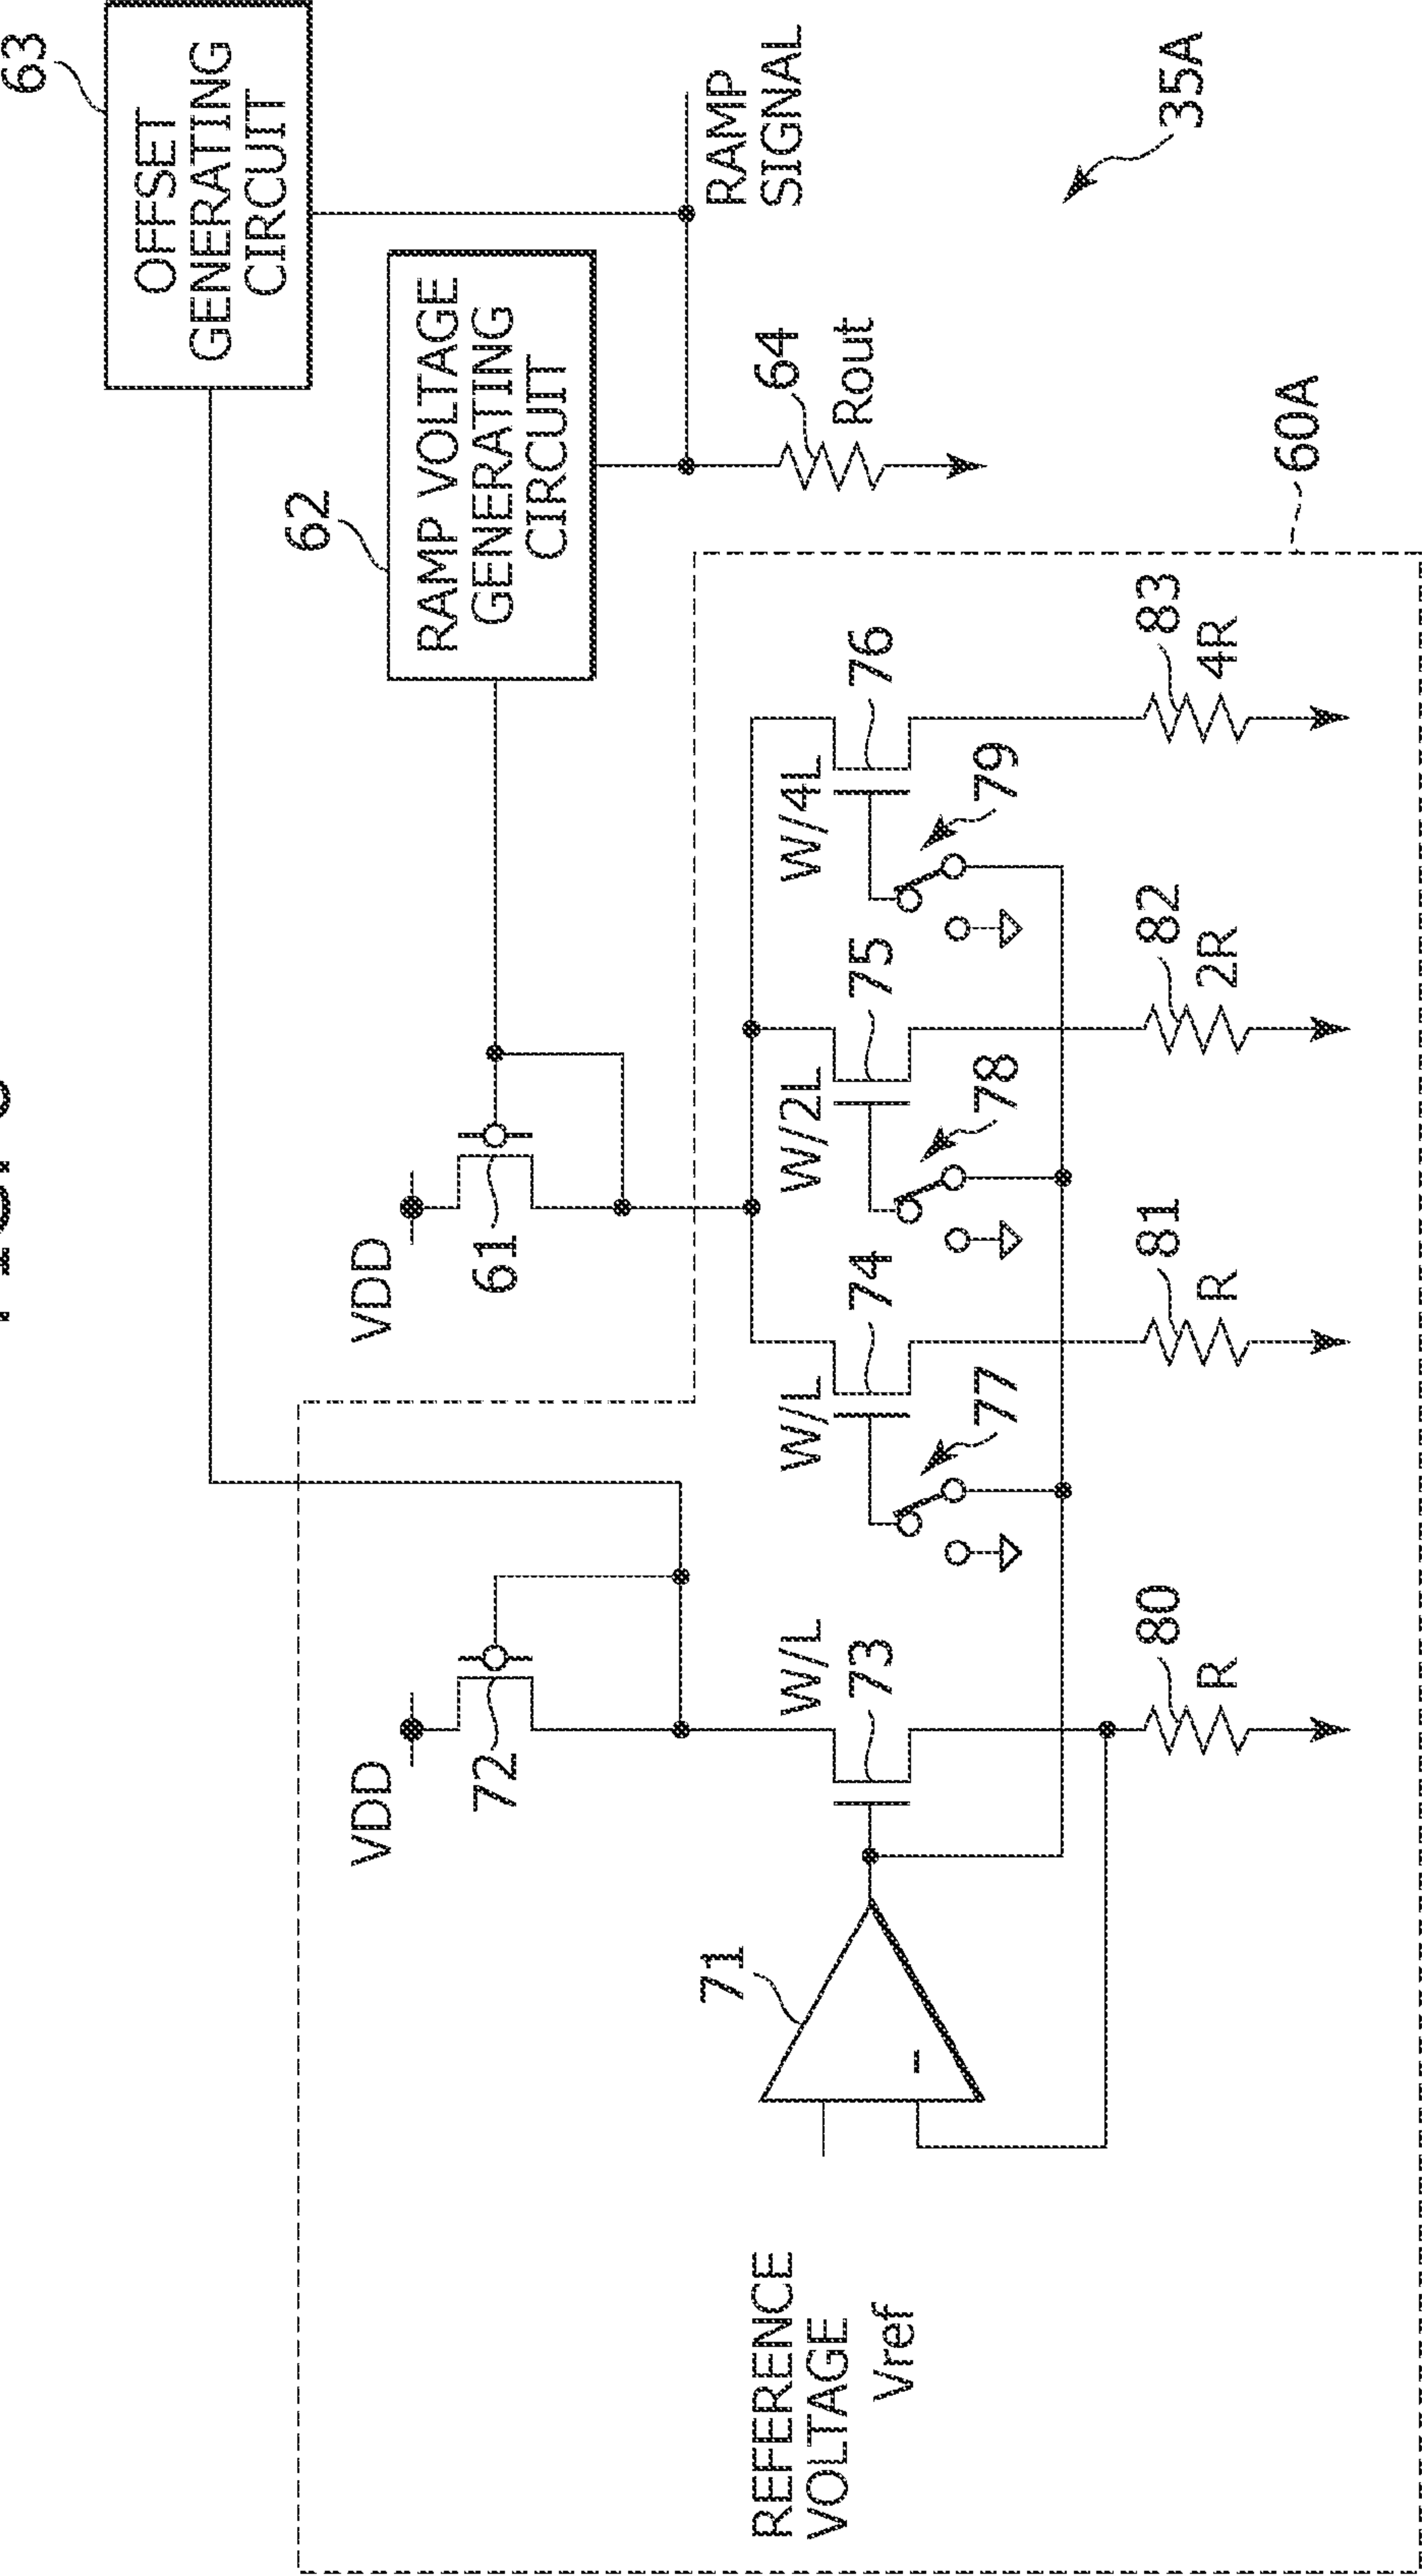 63
OFFSET
GENERATING
CIRCUIT
62
RAMP VOLTAGE
GENERATING
CIRCUIT
RAMP
SIGNAL
64
Rout
35A
VDD
72
VDD
61
60A
71
REFERENCE
VOLTAGE
Vref
-
W/L
73
W/L
74
W/2L
75
W/4L
76
77
78
79
80
R
81
R
82
2R
83
4R